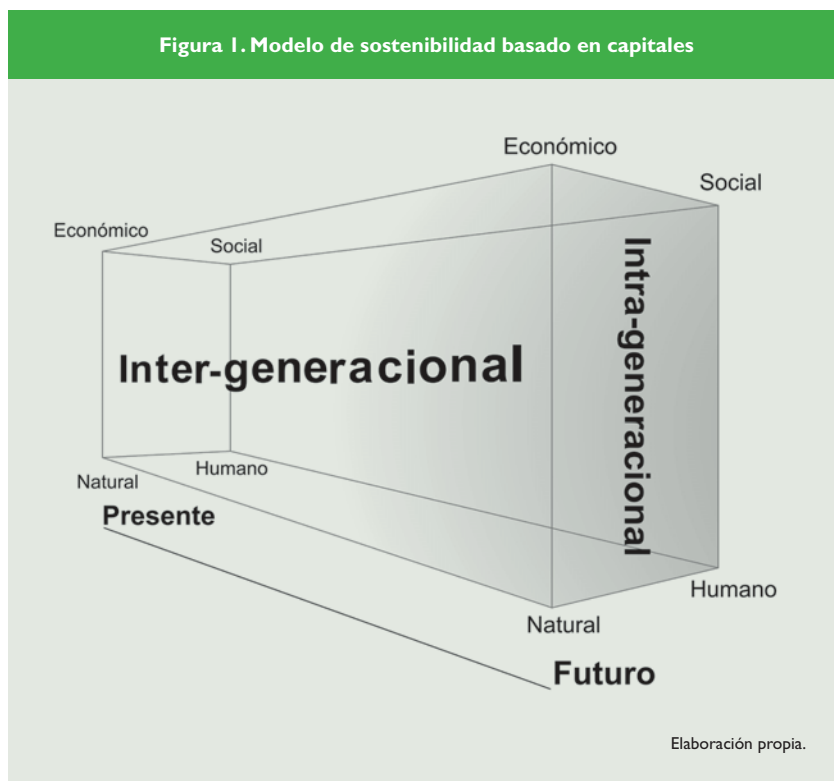 Figura 1. Modelo de sostenibilidad basado en capitales
Económico
Social
Económico
Social
Inter-generacional
Intra-generacional
Natural
Humano
Presente
Humano
Natural
Futuro
Elaboración propia.